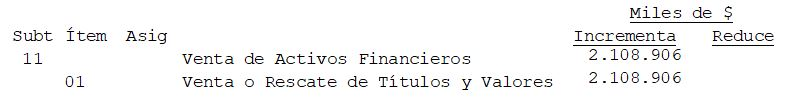 Miles de $
Subt Ítem Asig Incrementa Reduce
11 Venta de Activos Financieros 2.108.906
01 Venta o Rescate de Títulos y Valores 2.108.906